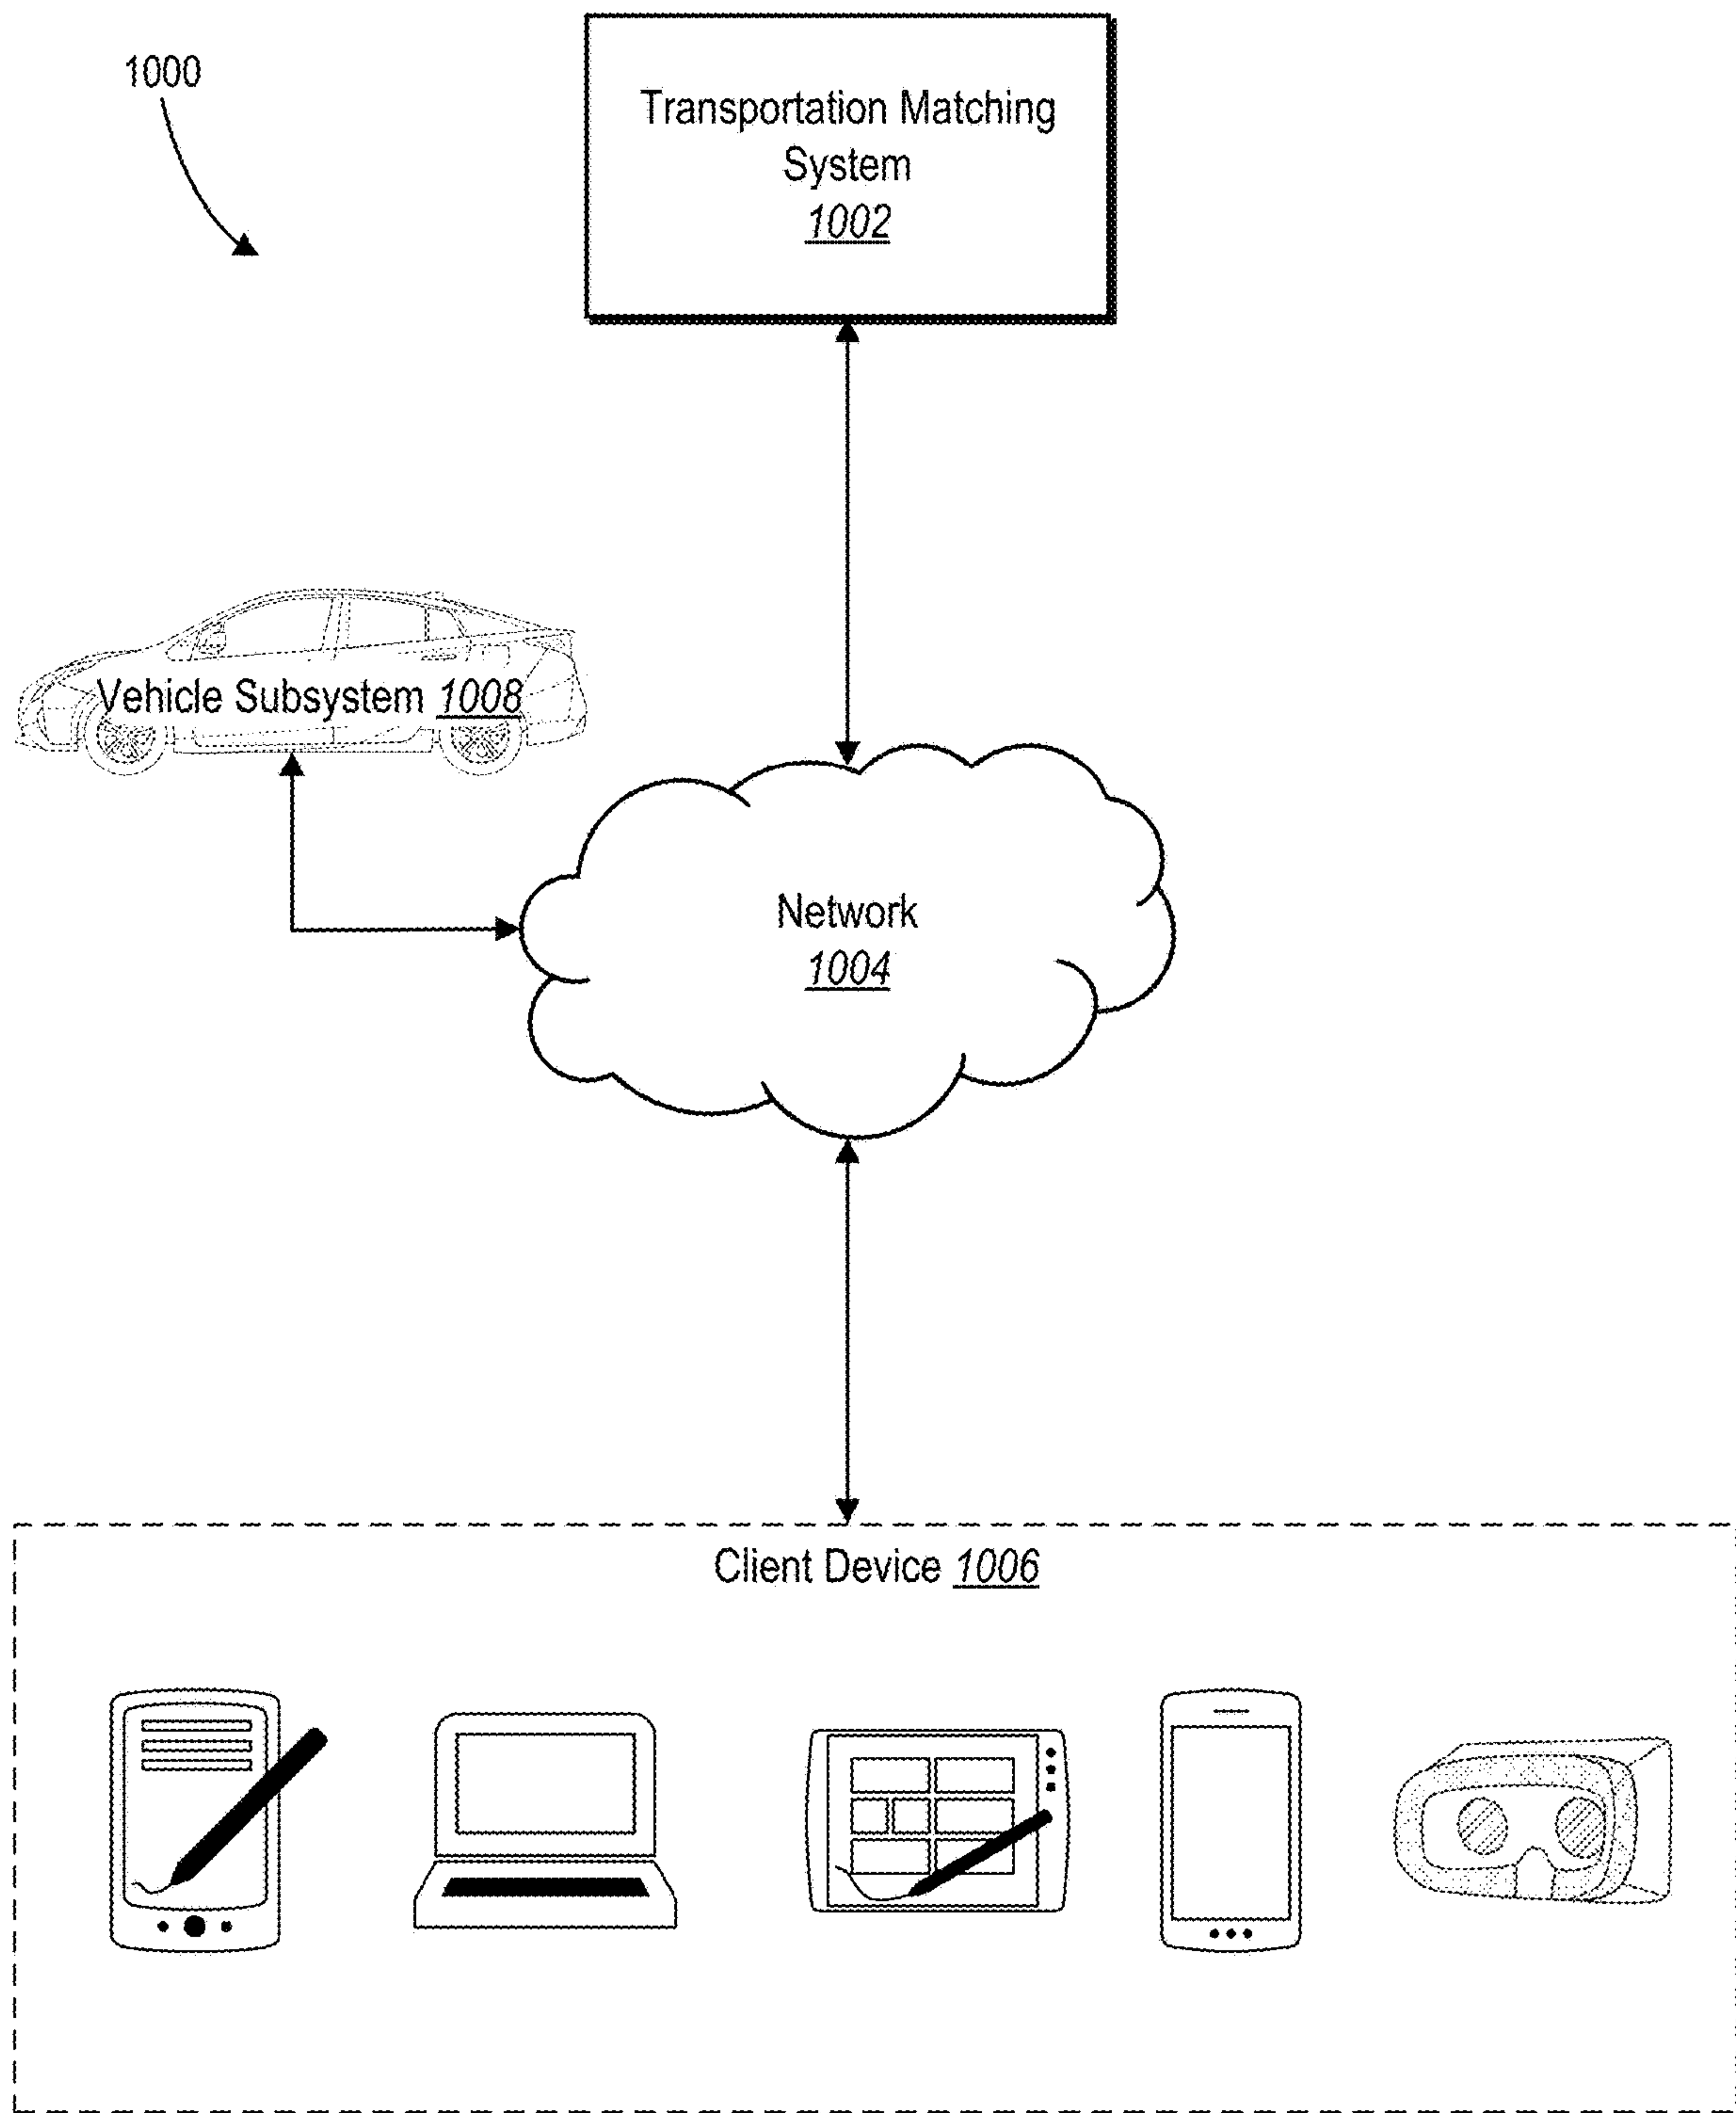 1000
Transportation Matching
System
1002
Vehicle Subsystem 1008
Network
1004
Client Device 1006